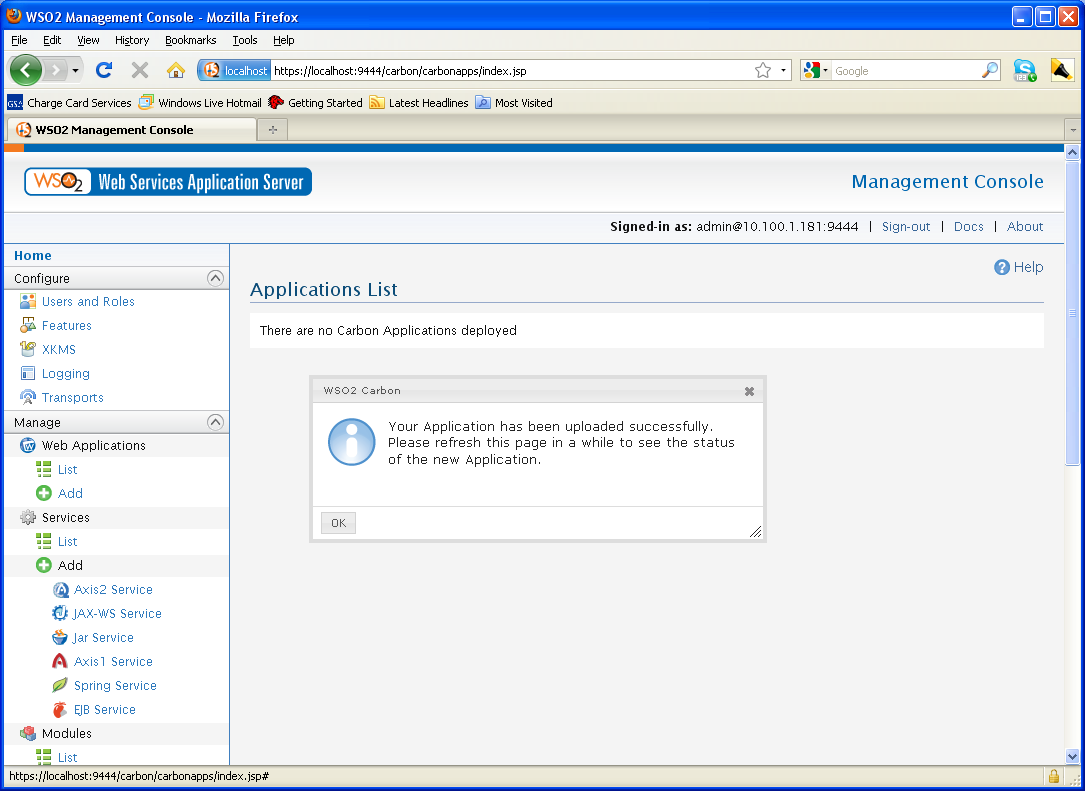 WSO2 Management Console - Mozilla Firefox
File Edit View History Bookmarks Tools Help
localhost https://localhost:9444/carbon/carbonapps/index.jsp Google
Charge Card Services Windows Live Hotmail Getting Started Latest Headlines Most Visited
WSO2 Management Console
WSO2 Web Services Application Server
Management Console
Signed-in as: admin@10.100.1.181:9444 | Sign-out | Docs | About
Home
Configure
Users and Roles
Features
XKMS
Logging
Transports
Manage
Web Applications
List
Add
Services
List
Add
Axis2 Service
JAX-WS Service
Jar Service
Axis1 Service
Spring Service
EJB Service
Modules
List
Help
Applications List
There are no Carbon Applications deployed
WSO2 Carbon
Your Application has been uploaded successfully.
Please refresh this page in a while to see the status
of the new Application.
OK
https://localhost:9444/carbon/carbonapps/index.jsp#